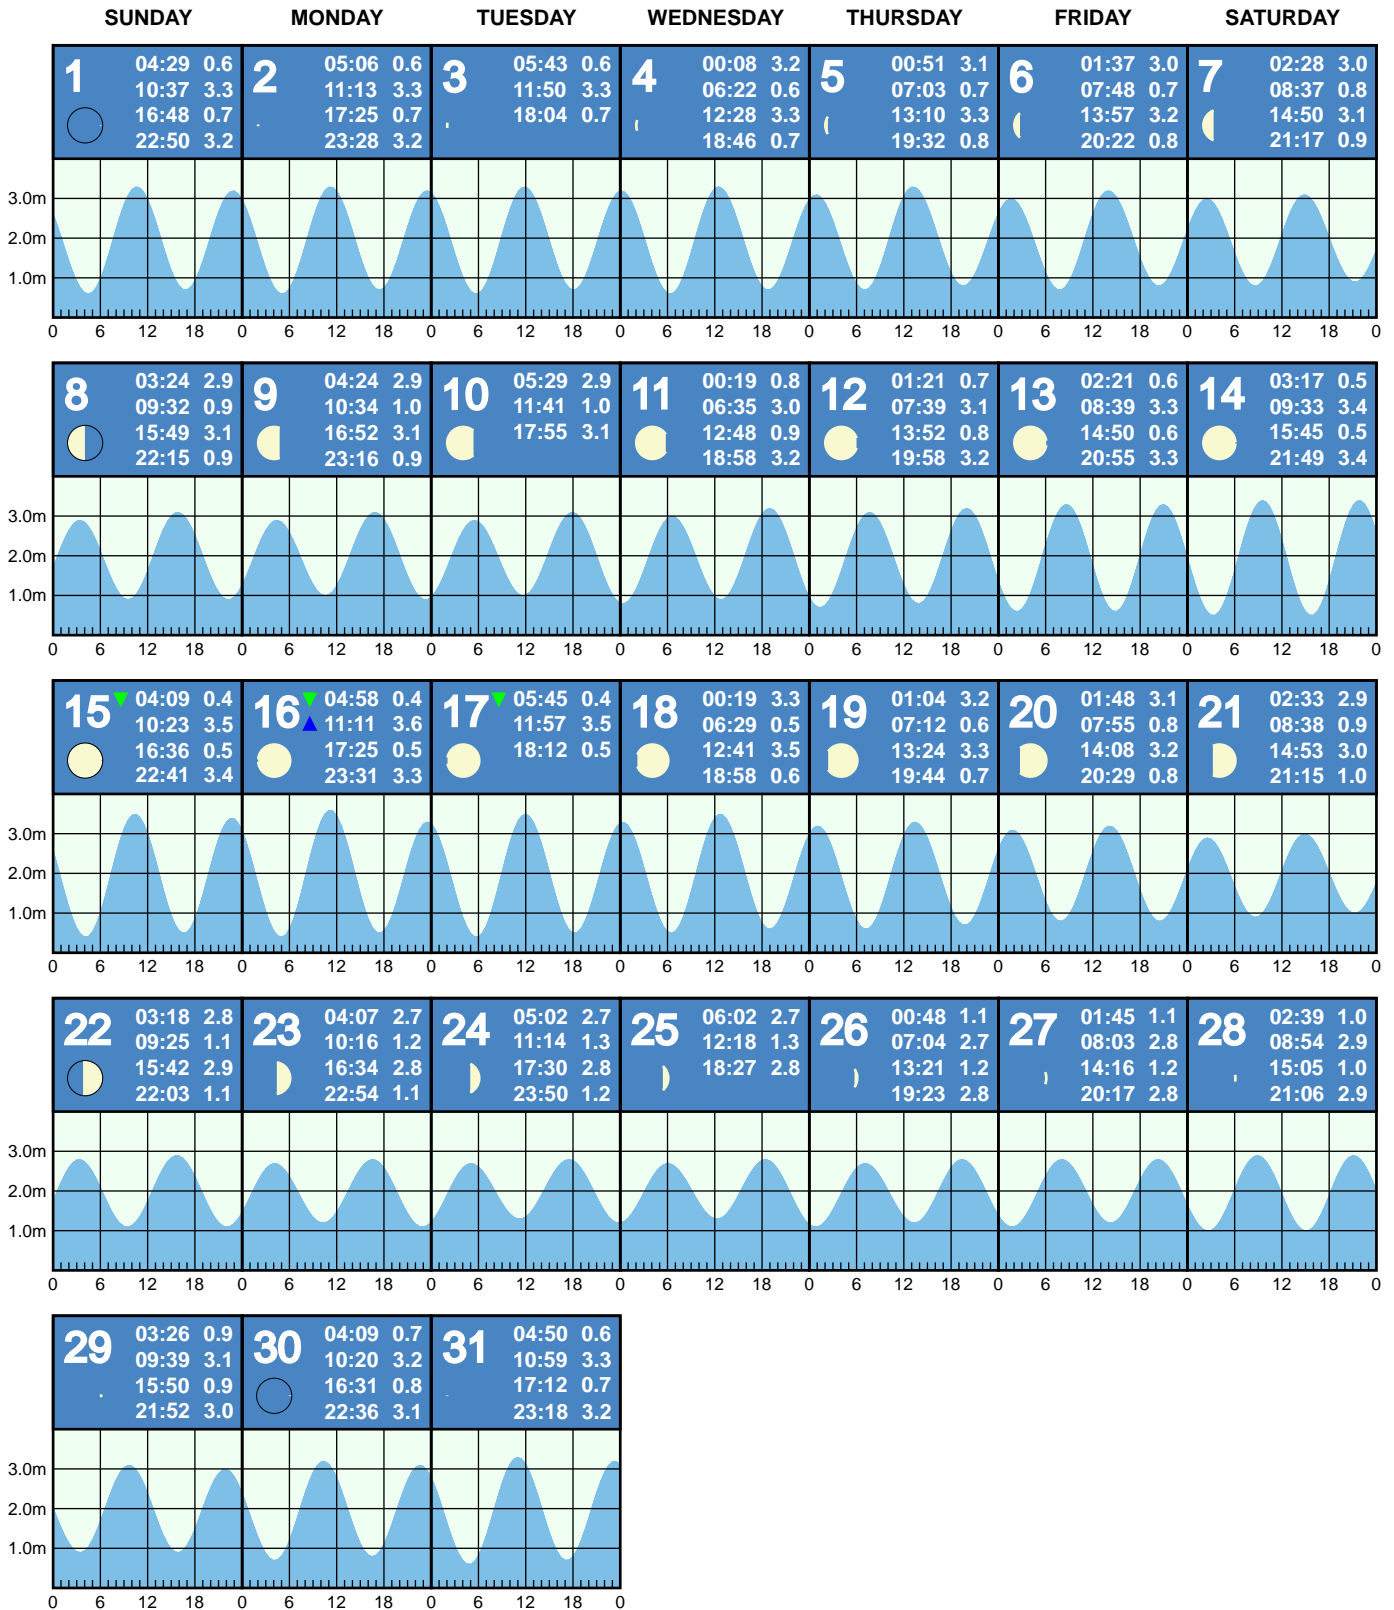 SUNDAY MONDAY TUESDAY WEDNESDAY THURSDAY FRIDAY SATURDAY
1 04:29 0.6
10:37 3.3
16:48 0.7
22:50 3.2
2 05:06 0.6
11:13 3.3
17:25 0.7
23:28 3.2
3 05:43 0.6
11:50 3.3
18:04 0.7
4 00:08 3.2
06:22 0.6
12:28 3.3
18:46 0.7
5 00:51 3.1
07:03 0.7
13:10 3.3
19:32 0.8
6 01:37 3.0
07:48 0.7
13:57 3.2
20:22 0.8
7 02:28 3.0
08:37 0.8
14:50 3.1
21:17 0.9
3.0m
2.0m
1.0m
0 6 12 18 0 6 12 18 0 6 12 18 0 6 12 18 0 6 12 18 0 6 12 18 0 6 12 18 0
8 03:24 2.9
09:32 0.9
15:49 3.1
22:15 0.9
9 04:24 2.9
10:34 1.0
16:52 3.1
23:16 0.9
10 05:29 2.9
11:41 1.0
17:55 3.1
11 00:19 0.8
06:35 3.0
12:48 0.9
18:58 3.2
12 01:21 0.7
07:39 3.1
13:52 0.8
19:58 3.2
13 02:21 0.6
08:39 3.3
14:50 0.6
20:55 3.3
14 03:17 0.5
09:33 3.4
15:45 0.5
21:49 3.4
3.0m
2.0m
1.0m
0 6 12 18 0 6 12 18 0 6 12 18 0 6 12 18 0 6 12 18 0 6 12 18 0 6 12 18 0
15 04:09 0.4
10:23 3.5
16:36 0.5
22:41 3.4
16 04:58 0.4
11:11 3.6
17:25 0.5
23:31 3.3
17 05:45 0.4
11:57 3.5
18:12 0.5
18 00:19 3.3
06:29 0.5
12:41 3.5
18:58 0.6
19 01:04 3.2
07:12 0.6
13:24 3.3
19:44 0.7
20 01:48 3.1
07:55 0.8
14:08 3.2
20:29 0.8
21 02:33 2.9
08:38 0.9
14:53 3.0
21:15 1.0
3.0m
2.0m
1.0m
0 6 12 18 0 6 12 18 0 6 12 18 0 6 12 18 0 6 12 18 0 6 12 18 0 6 12 18 0
22 03:18 2.8
09:25 1.1
15:42 2.9
22:03 1.1
23 04:07 2.7
10:16 1.2
16:34 2.8
22:54 1.1
24 05:02 2.7
11:14 1.3
17:30 2.8
23:50 1.2
25 06:02 2.7
12:18 1.3
18:27 2.8
26 00:48 1.1
07:04 2.7
13:21 1.2
19:23 2.8
27 01:45 1.1
08:03 2.8
14:16 1.2
20:17 2.8
28 02:39 1.0
08:54 2.9
15:05 1.0
21:06 2.9
3.0m
2.0m
1.0m
0 6 12 18 0 6 12 18 0 6 12 18 0 6 12 18 0 6 12 18 0 6 12 18 0 6 12 18 0
29 03:26 0.9
09:39 3.1
15:50 0.9
21:52 3.0
30 04:09 0.7
10:20 3.2
16:31 0.8
22:36 3.1
31 04:50 0.6
10:59 3.3
17:12 0.7
23:18 3.2
3.0m
2.0m
1.0m
0 6 12 18 0 6 12 18 0 6 12 18 0